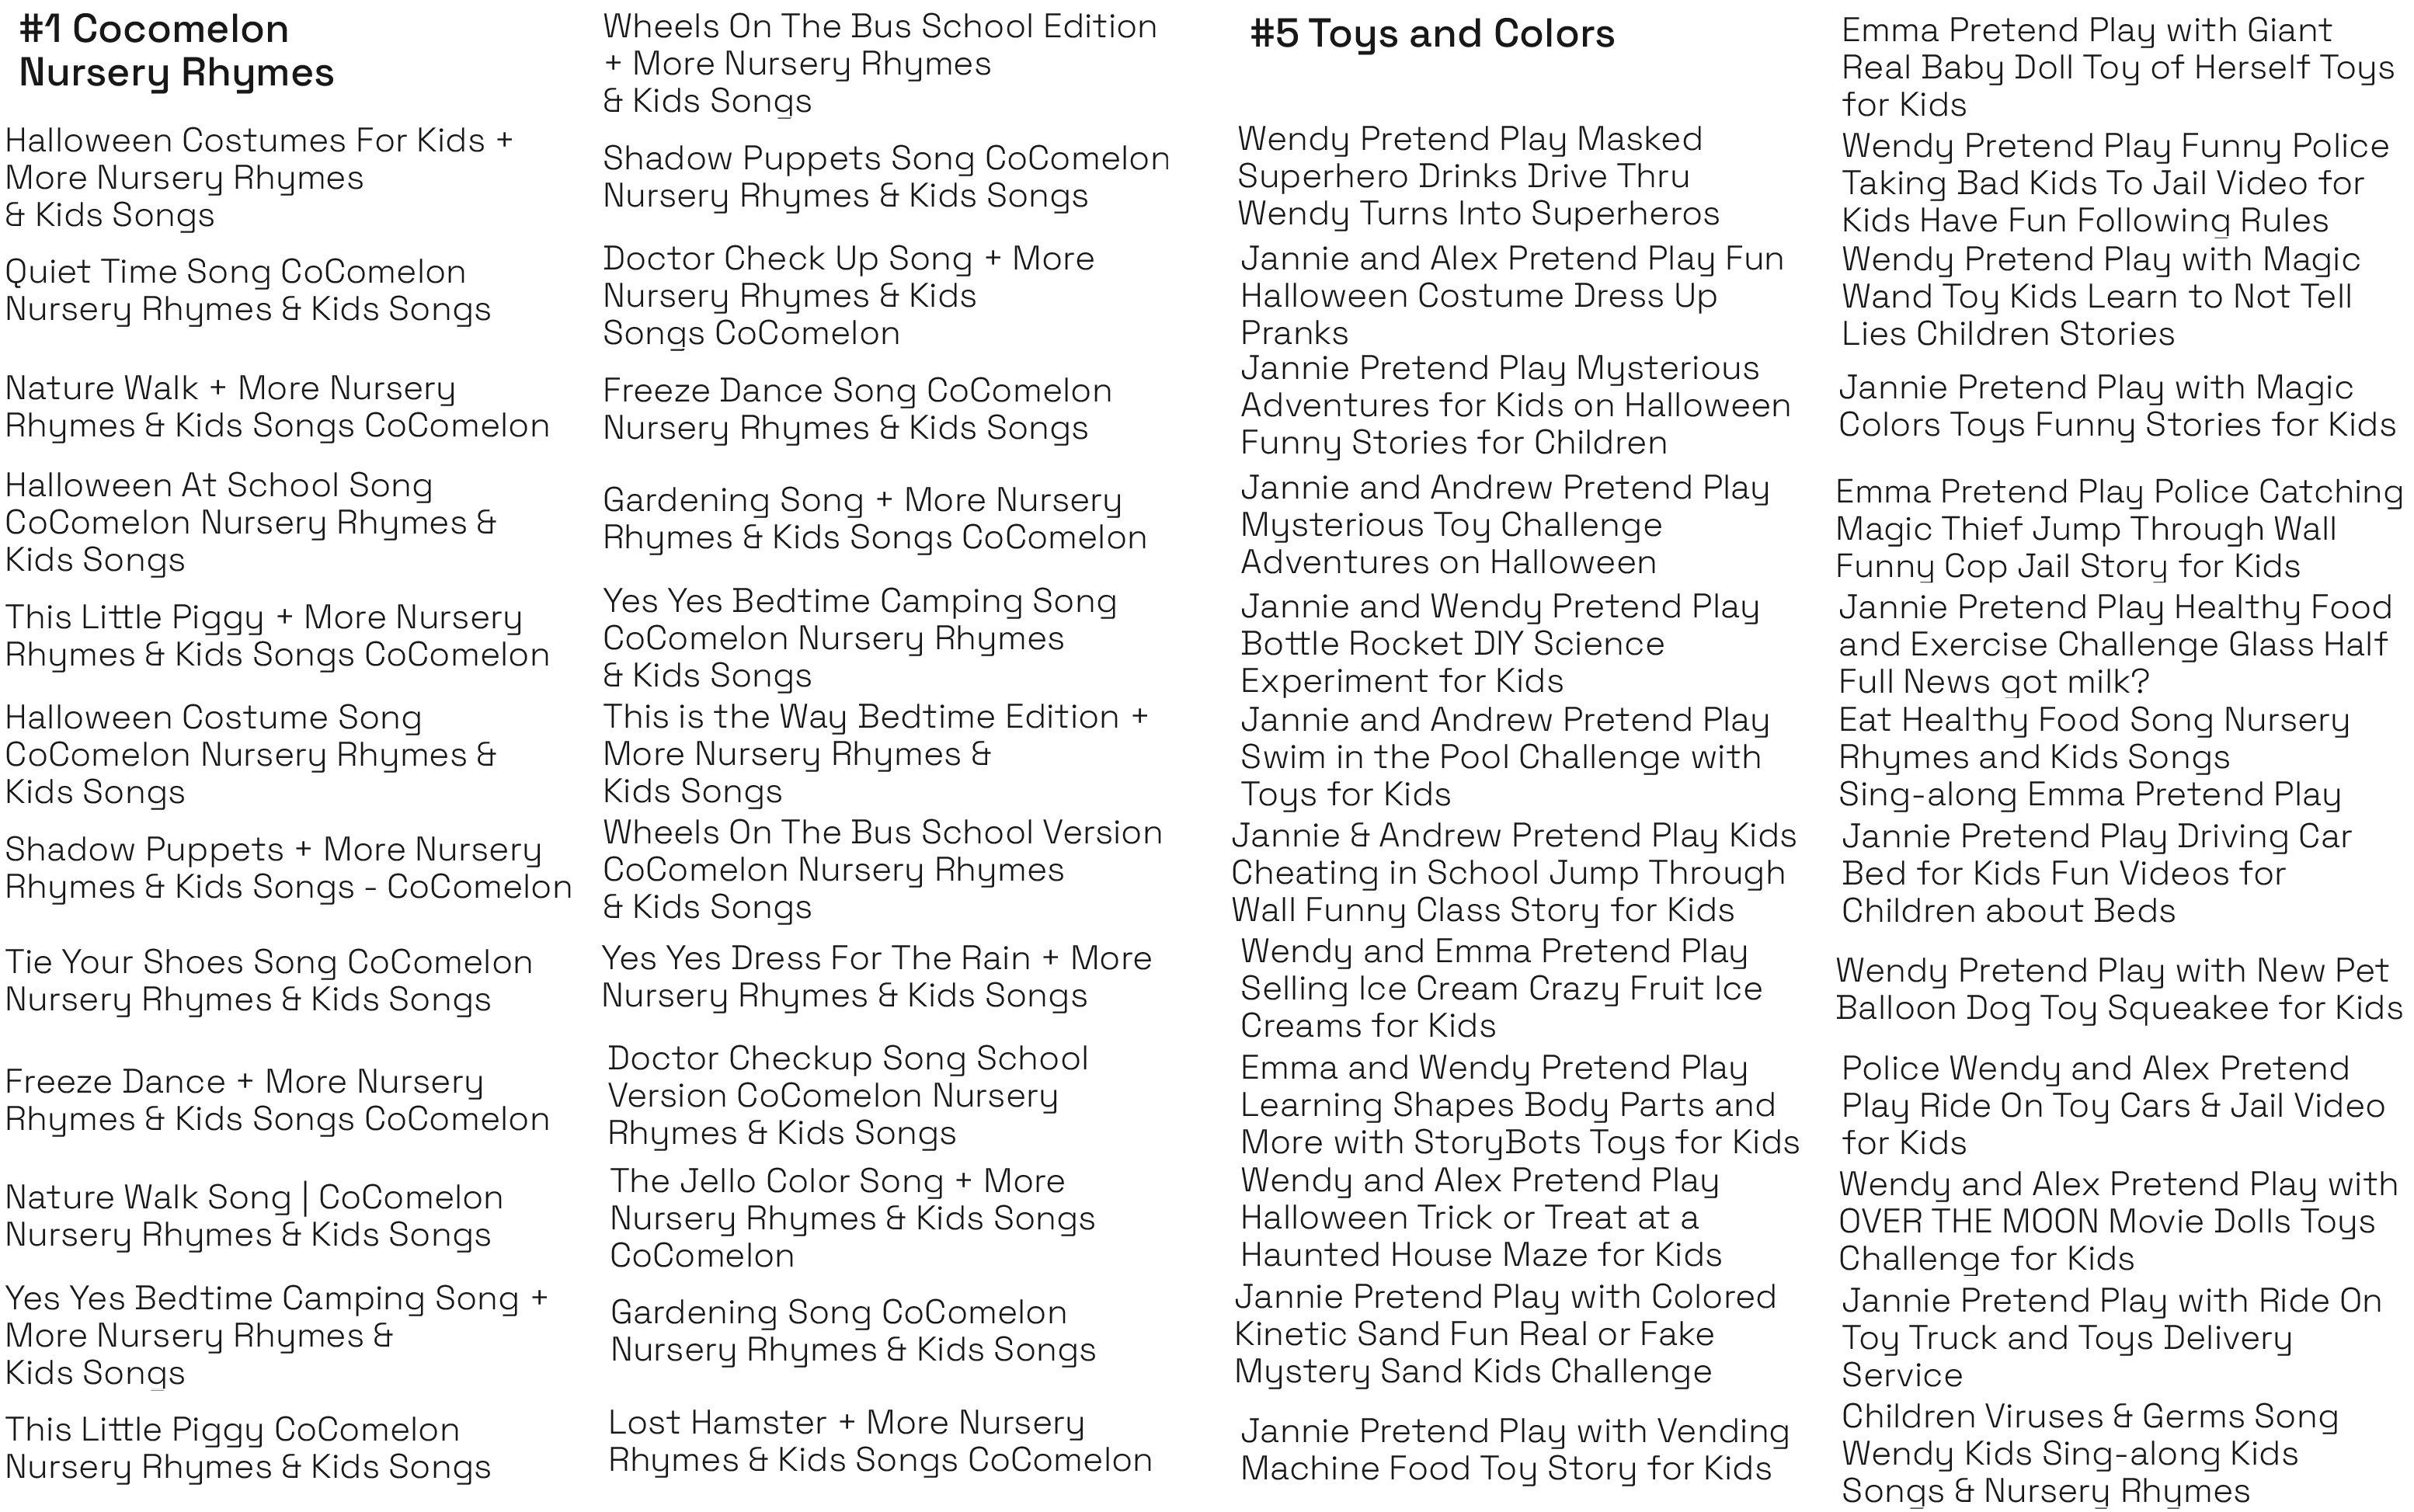 #1 Cocomelon
Nursery Rhymes
Halloween Costumes For Kids +
More Nursery Rhymes
& Kids Songs
Quiet Time Song CoComelon
Nursery Rhymes & Kids Songs
Nature Walk + More Nursery
Rhymes & Kids Songs CoComelon
Halloween At School Song
CoComelon Nursery Rhymes &
Kids Songs
This Little Piggy + More Nursery
Rhymes & Kids Songs CoComelon
Halloween Costume Song
CoComelon Nursery Rhymes &
Kids Songs
Shadow Puppets + More Nursery
Rhymes & Kids Songs - CoComelon
Tie Your Shoes Song CoComelon
Nursery Rhymes & Kids Songs
Freeze Dance + More Nursery
Rhymes & Kids Songs CoComelon
Nature Walk Song | CoComelon
Nursery Rhymes & Kids Songs
Yes Yes Bedtime Camping Song +
More Nursery Rhymes &
Kids Songs
This Little Piggy CoComelon
Nursery Rhymes & Kids Songs
Wheels On The Bus School Edition
+ More Nursery Rhymes
& Kids Songs
Shadow Puppets Song CoComelon
Nursery Rhymes & Kids Songs
Doctor Check Up Song + More
Nursery Rhymes & Kids
Songs CoComelon
Freeze Dance Song CoComelon
Nursery Rhymes & Kids Songs
Gardening Song + More Nursery
Rhymes & Kids Songs CoComelon
Yes Yes Bedtime Camping Song
CoComelon Nursery Rhymes
& Kids Songs
This is the Way Bedtime Edition +
More Nursery Rhymes &
Kids Songs
Wheels On The Bus School Version
CoComelon Nursery Rhymes
& Kids Songs
Yes Yes Dress For The Rain + More
Nursery Rhymes & Kids Songs
Doctor Checkup Song School
Version CoComelon Nursery
Rhymes & Kids Songs
The Jello Color Song + More
Nursery Rhymes & Kids Songs
CoComelon
Gardening Song CoComelon
Nursery Rhymes & Kids Songs
Lost Hamster + More Nursery
Rhymes & Kids Songs CoComelon
#5 Toys and Colors
Wendy Pretend Play Masked
Superhero Drinks Drive Thru
Wendy Turns Into Superheros
Jannie and Alex Pretend Play Fun
Halloween Costume Dress Up
Pranks
Jannie Pretend Play Mysterious
Adventures for Kids on Halloween
Funny Stories for Children
Jannie and Andrew Pretend Play
Mysterious Toy Challenge
Adventures on Halloween
Jannie and Wendy Pretend Play
Bottle Rocket DIY Science
Experiment for Kids
Jannie and Andrew Pretend Play
Swim in the Pool Challenge with
Toys for Kids
Jannie & Andrew Pretend Play Kids
Cheating in School Jump Through
Wall Funny Class Story for Kids
Wendy and Emma Pretend Play
Selling Ice Cream Crazy Fruit Ice
Creams for Kids
Emma and Wendy Pretend Play
Learning Shapes Body Parts and
More with StoryBots Toys for Kids
Wendy and Alex Pretend Play
Halloween Trick or Treat at a
Haunted House Maze for Kids
Jannie Pretend Play with Colored
Kinetic Sand Fun Real or Fake
Mystery Sand Kids Challenge
Jannie Pretend Play with Vending
Machine Food Toy Story for Kids
Emma Pretend Play with Giant
Real Baby Doll Toy of Herself Toys
for Kids
Wendy Pretend Play Funny Police
Taking Bad Kids To Jail Video for
Kids Have Fun Following Rules
Wendy Pretend Play with Magic
Wand Toy Kids Learn to Not Tell
Lies Children Stories
Jannie Pretend Play with Magic
Colors Toys Funny Stories for Kids
Emma Pretend Play Police Catching
Magic Thief Jump Through Wall
Funny Cop Jail Story for Kids
Jannie Pretend Play Healthy Food
and Exercise Challenge Glass Half
Full News got milk?
Eat Healthy Food Song Nursery
Rhymes and Kids Songs
Sing-along Emma Pretend Play
Jannie Pretend Play Driving Car
Bed for Kids Fun Videos for
Children about Beds
Wendy Pretend Play with New Pet
Balloon Dog Toy Squeakee for Kids
Police Wendy and Alex Pretend
Play Ride On Toy Cars & Jail Video
for Kids
Wendy and Alex Pretend Play with
OVER THE MOON Movie Dolls Toys
Challenge for Kids
Jannie Pretend Play with Ride On
Toy Truck and Toys Delivery
Service
Children Viruses & Germs Song
Wendy Kids Sing-along Kids
Songs & Nursery Rhymes